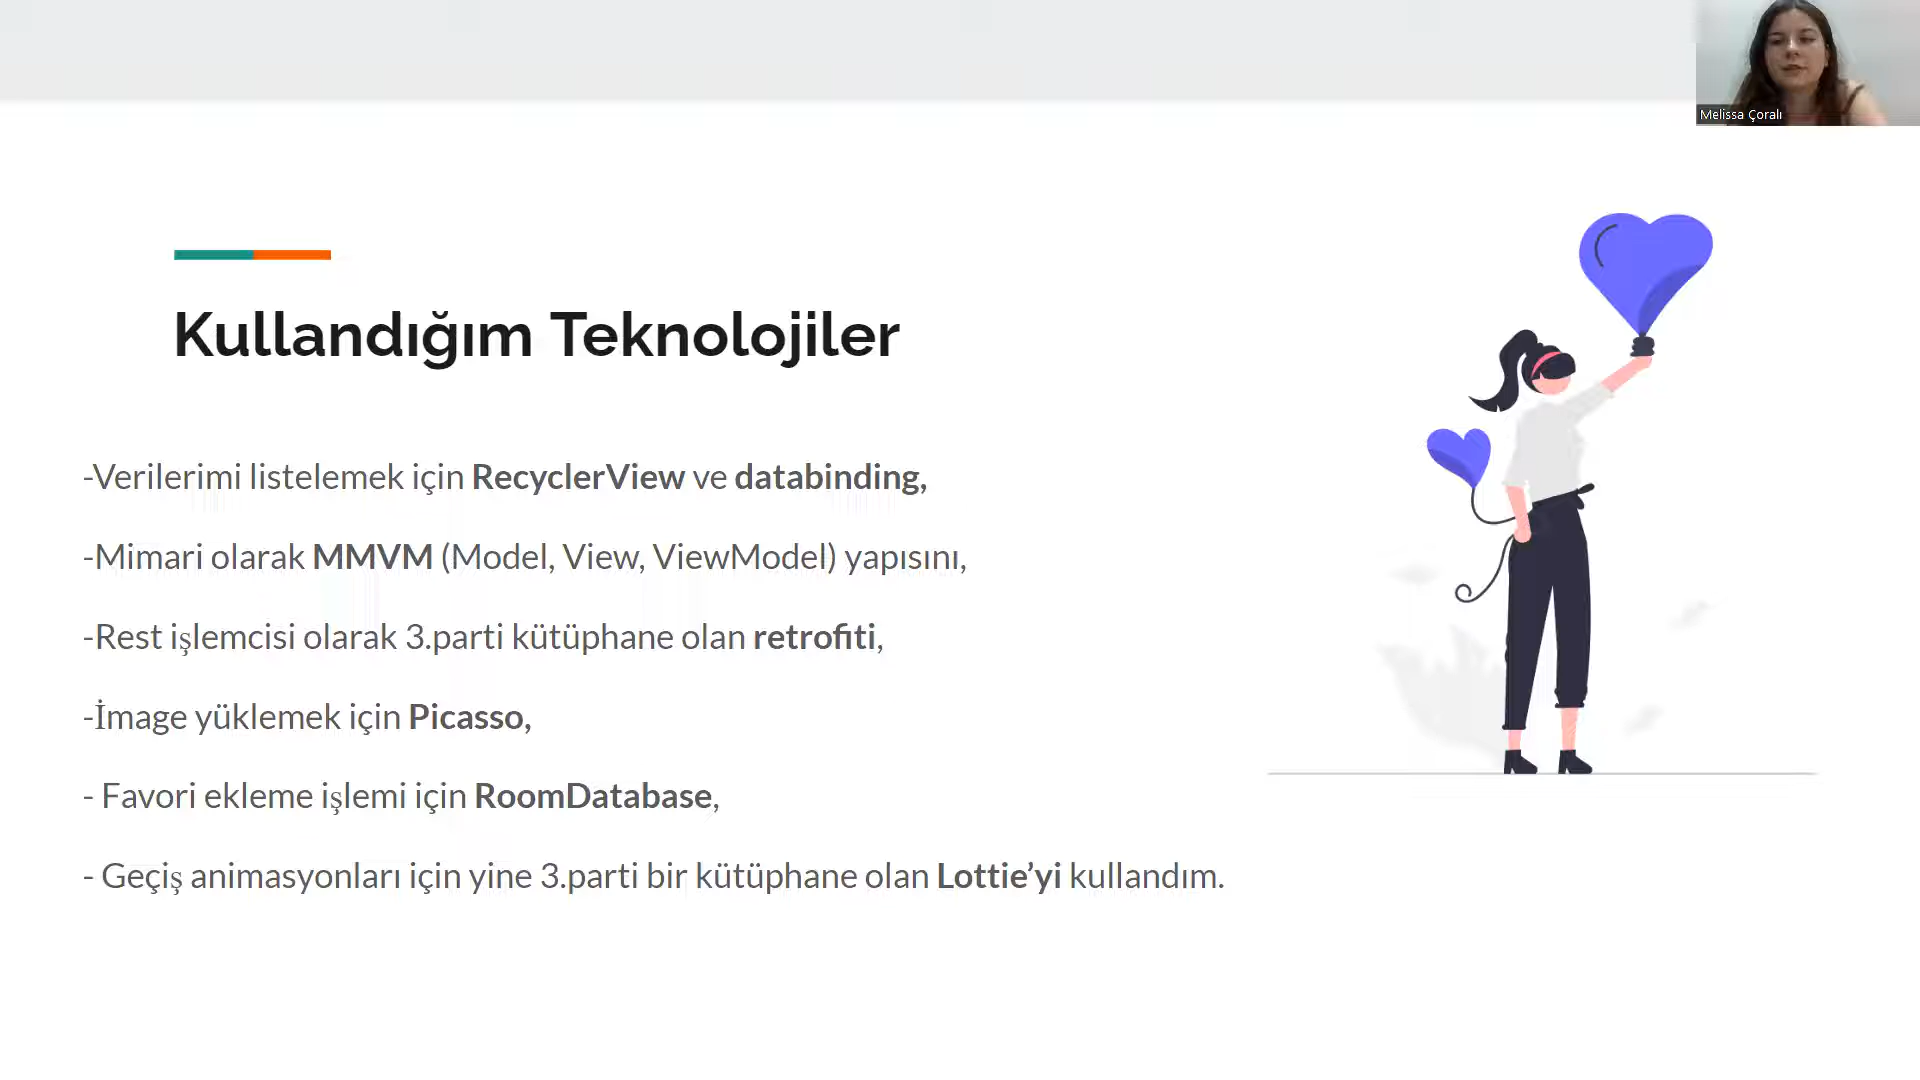 Melissa Çoralı
Kullandığım Teknolojiler
-Verilerimi listelemek için RecyclerView ve databinding,
-Mimari olarak MMVM (Model, View, ViewModel) yapısını,
-Rest işlemcisi olarak 3.parti kütüphane olan retrofiti,
-İmage yüklemek için Picasso,
- Favori ekleme işlemi için RoomDatabase,
- Geçiş animasyonları için yine 3.parti bir kütüphane olan Lottie’yi kullandım.